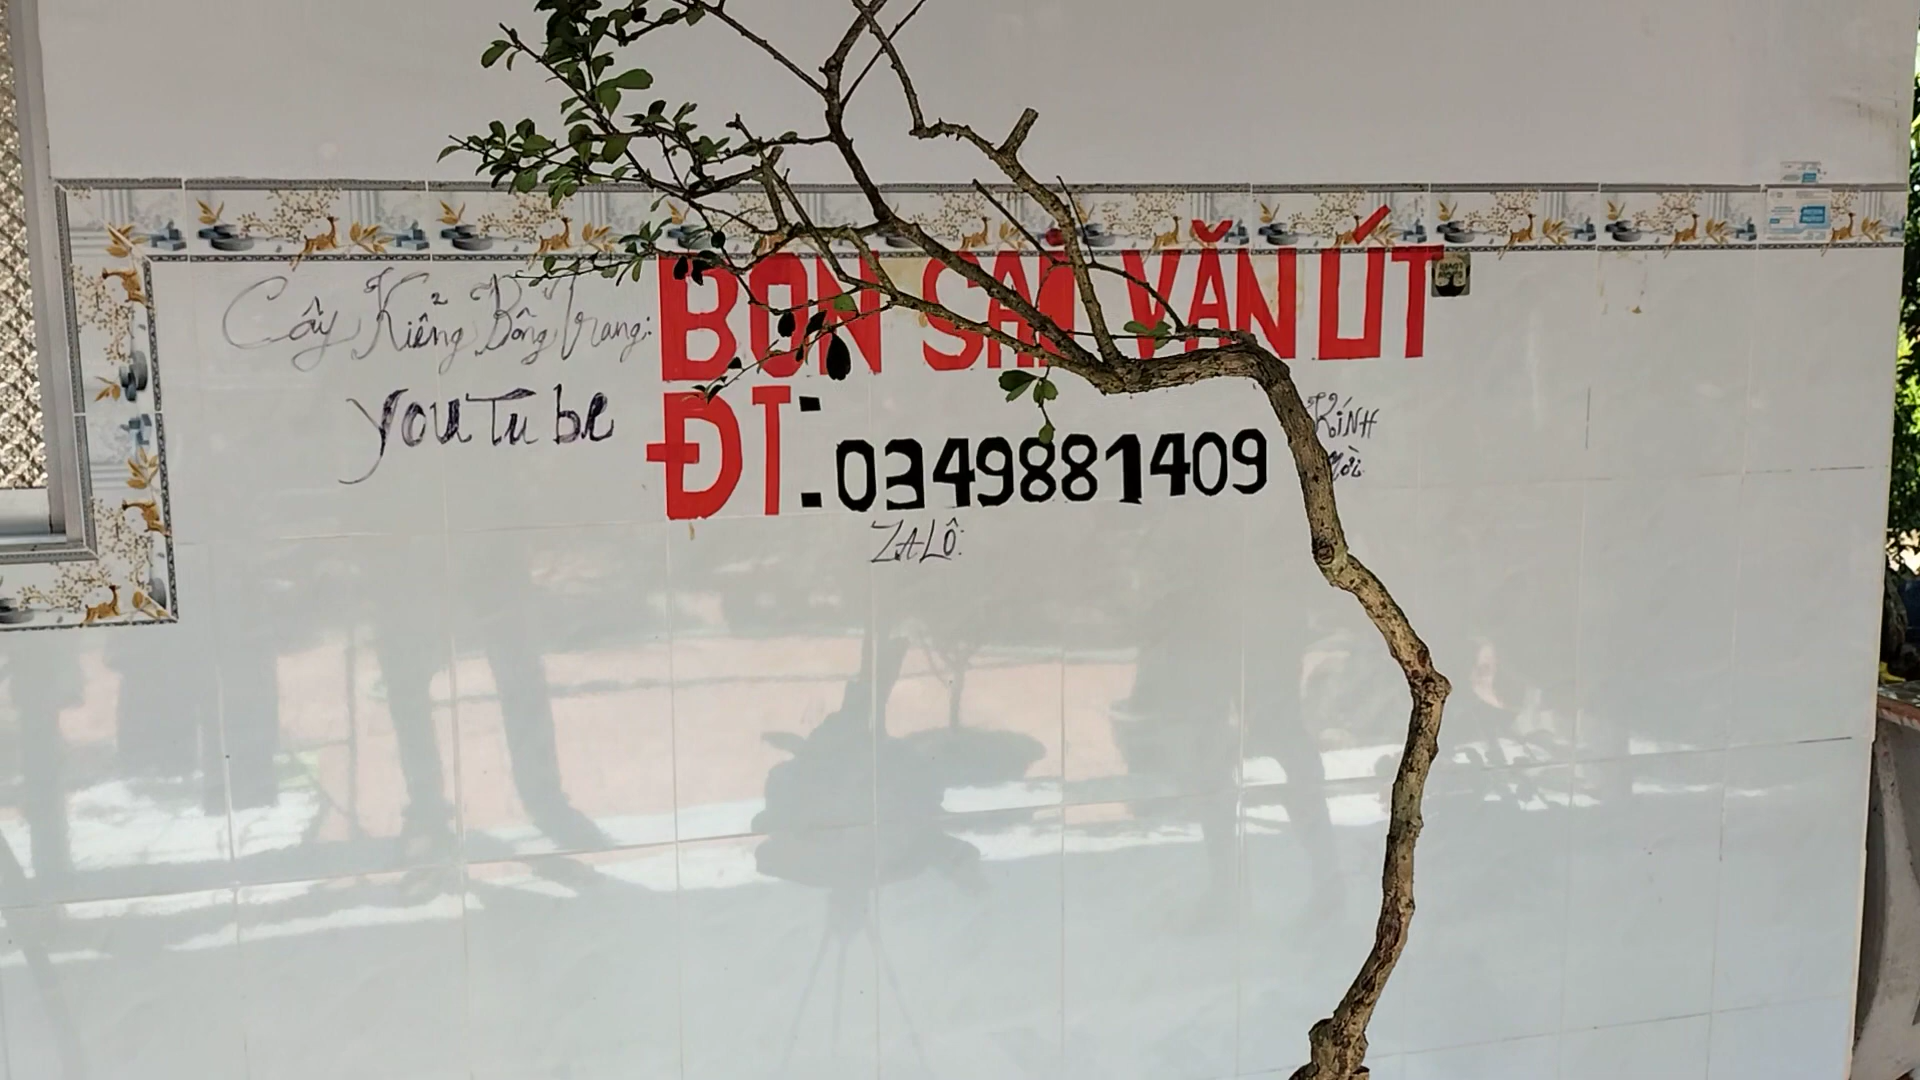 Cây Kiểng Bông Trang:
BON SAI VĂN ÚT
youTube
ĐT: 0349881409
KíNH
Mời
ZALÔ: